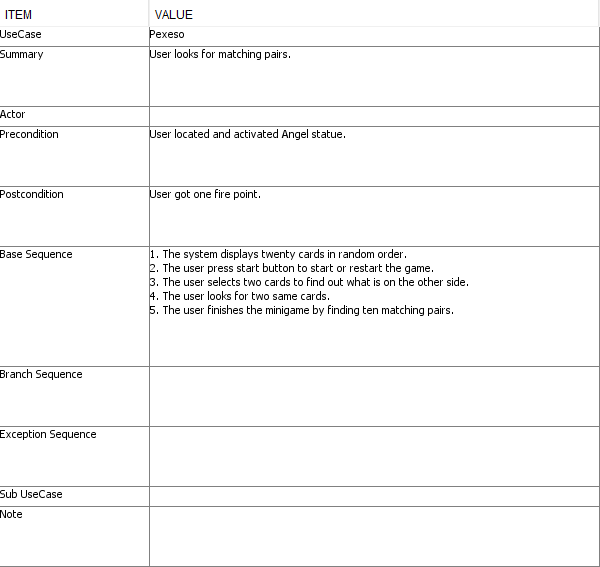 ITEM VALUE
UseCase Pexeso
Summary User looks for matching pairs.
Actor
Precondition User located and activated Angel statue.
Postcondition User got one fire point.
Base Sequence 1. The system displays twenty cards in random order.
2. The user press start button to start or restart the game.
3. The user selects two cards to find out what is on the other side.
4. The user looks for two same cards.
5. The user finishes the minigame by finding ten matching pairs.
Branch Sequence
Exception Sequence
Sub UseCase
Note